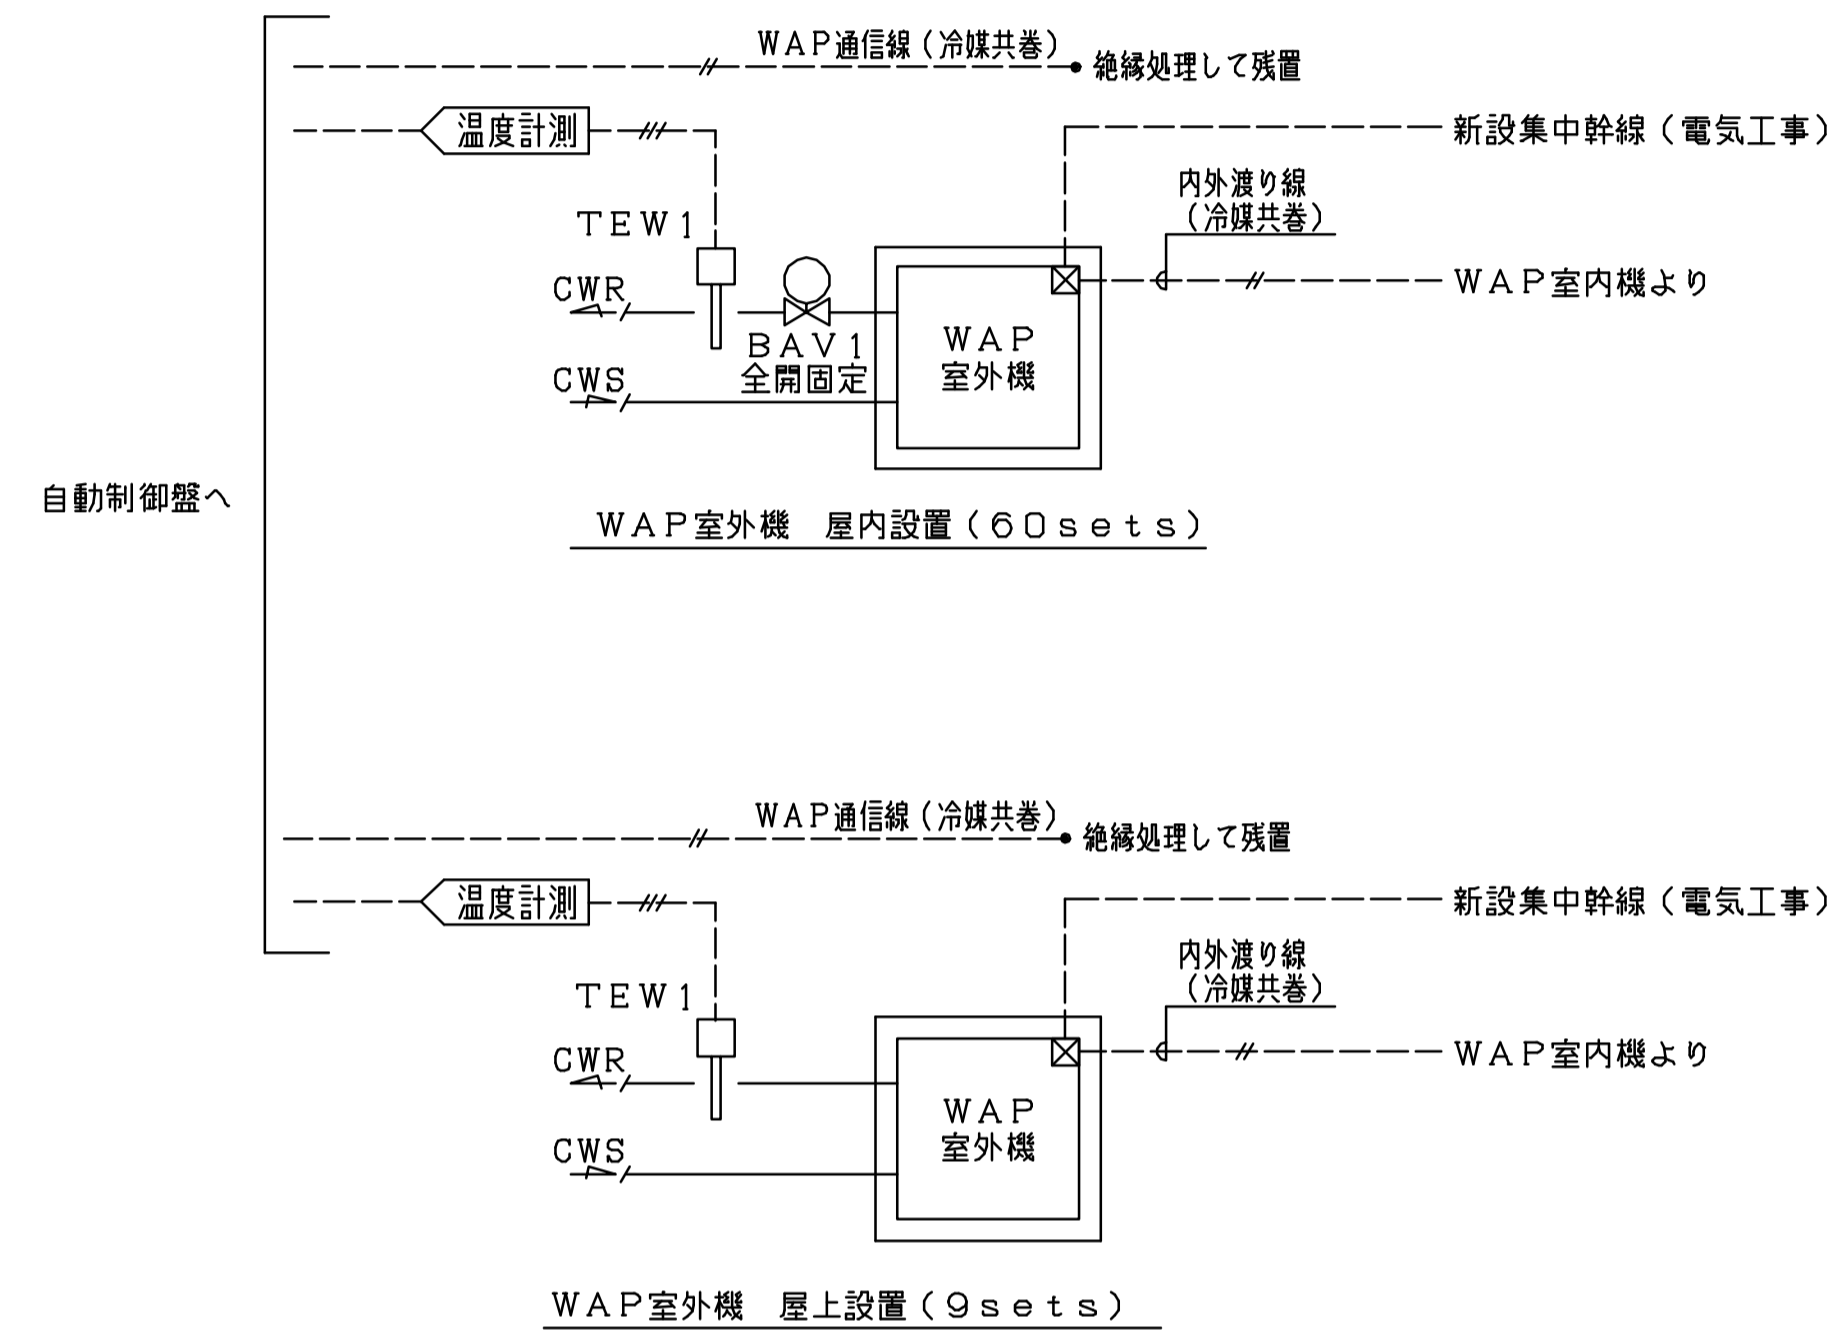 WAP通信線(冷媒共巻)
絶縁処理して残置
温度計測
新設集中幹線(電気工事)
内外渡り線
(冷媒共巻)
TEW1
CWR
WAP室内機より
BAV1
全開固定
WAP
室外機
CWS
自動制御盤へ
WAP室外機 屋内設置(60sets)
WAP通信線(冷媒共巻)
絶縁処理して残置
温度計測
新設集中幹線(電気工事)
内外渡り線
(冷媒共巻)
TEW1
CWR
WAP室内機より
WAP
室外機
CWS
WAP室外機 屋上設置(9sets)